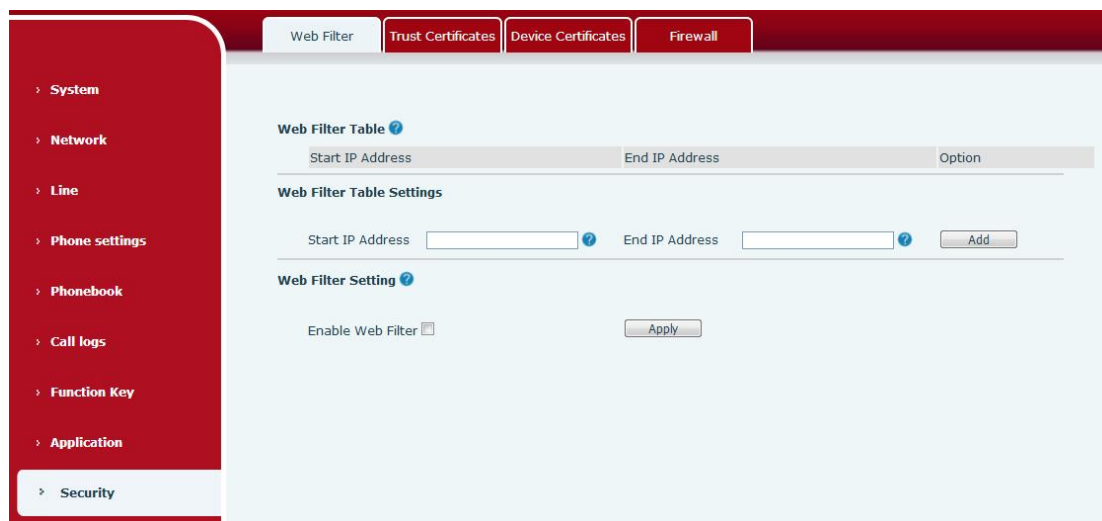 Web Filter Trust Certificates Device Certificates Firewall
› System
› Network
› Line
› Phone settings
› Phonebook
› Call logs
› Function Key
› Application
› Security
Web Filter Table ?
Start IP Address End IP Address Option
Web Filter Table Settings
Start IP Address ? End IP Address ? Add
Web Filter Setting ?
Enable Web Filter Apply